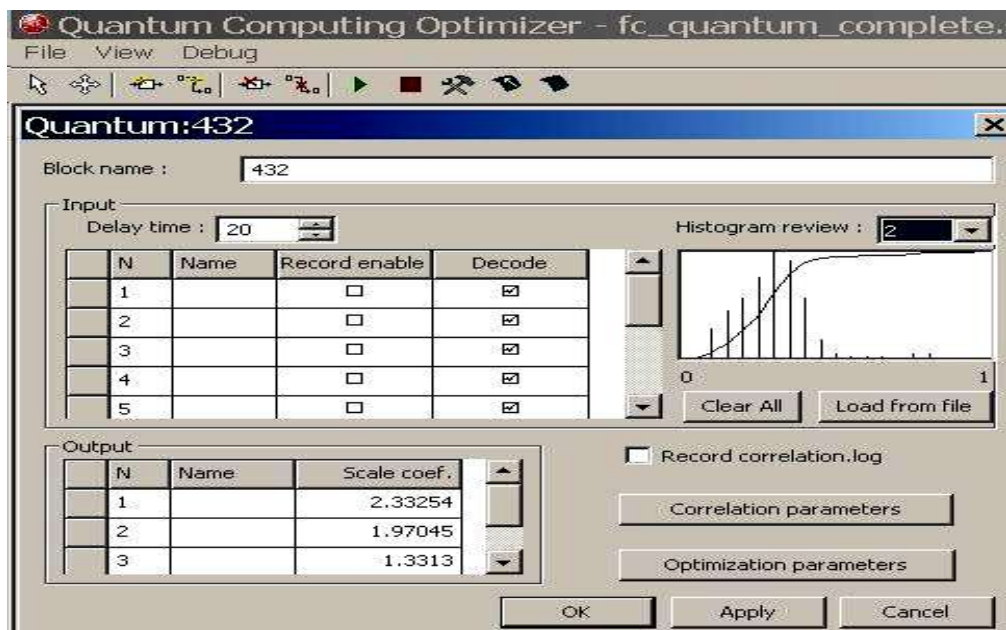 Quantum Computing Optimizer - fc_quantum_complete.
File View Debug
Quantum:432
Block name : 432
Input
Delay time : 20
Histogram review : 2
N Name Record enable Decode
1
2
3
4
5
0 1
Clear All Load from file
Output
N Name Scale coef.
1 2.33254
2 1.97045
3 1.3313
Record correlation.log
Correlation parameters
Optimization parameters
OK Apply Cancel